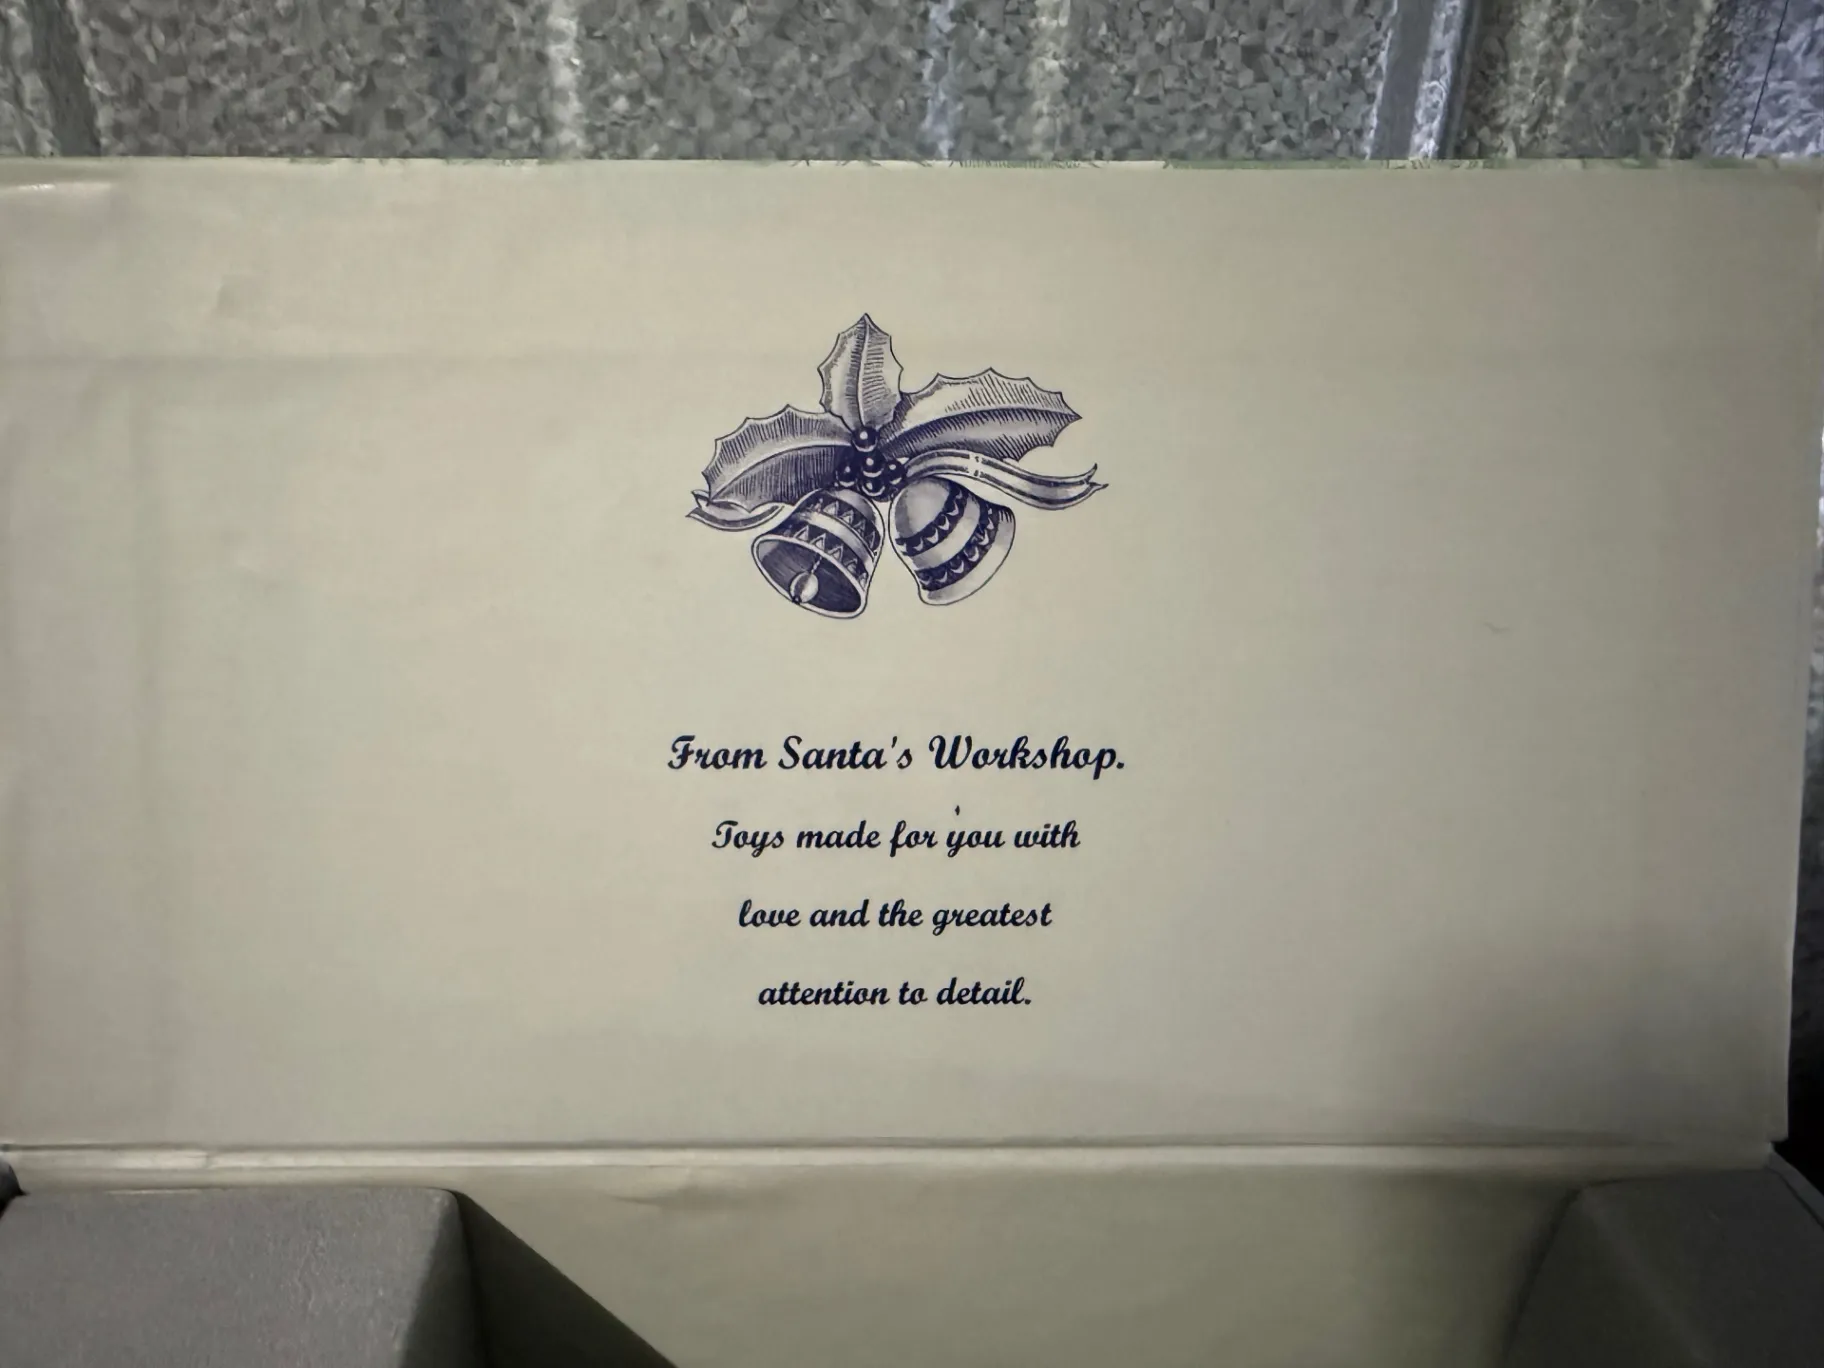 From Santa's Workshop.
Toys made for you with
love and the greatest
attention to detail.